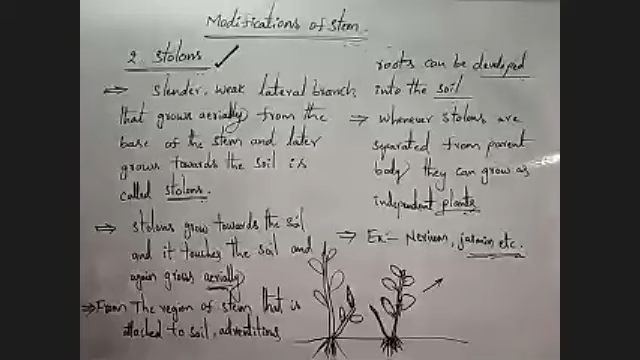 Modifications of stem.
2. Stolons ✓
⇒ slender, weak lateral branch
that grows aerially from the
base of the stem and later
grows towards the soil is
called stolons.
⇒ stolons grow towards the soil
and it touches the soil and
again grows aerially
⇒ From The region of stem that is
attached to soil, adventitious
roots can be developed
into the soil
⇒ whenever stolons are
separated from parent
body they can grow as
independent plants
⇒ Ex:- Nerium, jasmin etc.